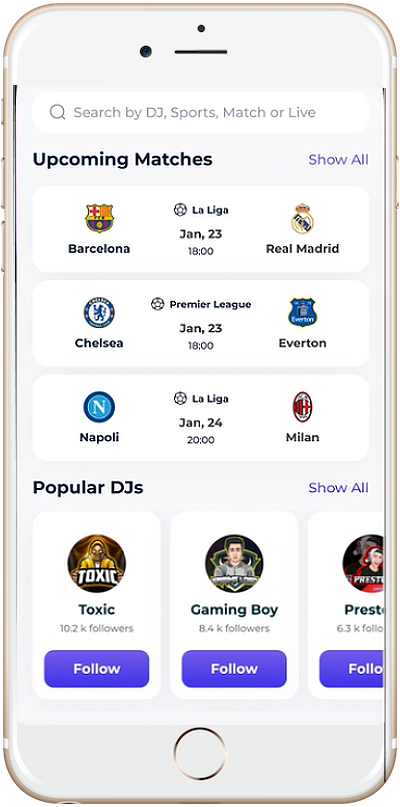 Search by DJ, Sports, Match or Live
Upcoming Matches Show All
La Liga
Jan, 23
18:00
Barcelona Real Madrid
Premier League
Jan, 23
18:00
Chelsea Everton
Everton
La Liga
Jan, 24
20:00
N
Napoli Milan
Popular DJs Show All
TOXIC
PRESTO
Toxic Gaming Boy Presto
10.2 k followers 8.4 k followers 6.3 k follo
Follow Follow Follo